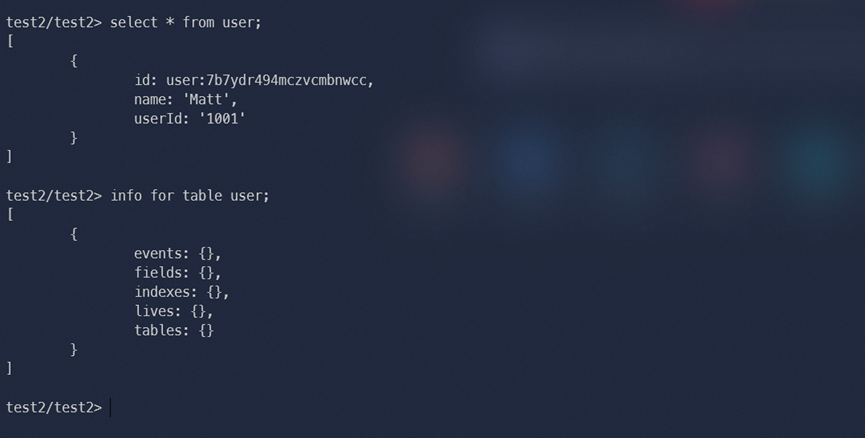 test2/test2> select * from user;
[
{
id: user:7b7ydr494mczvcmbnwcc,
name: 'Matt',
userId: '1001'
}
]
test2/test2> info for table user;
[
{
events: {},
fields: {},
indexes: {},
lives: {},
tables: {}
}
]
test2/test2>